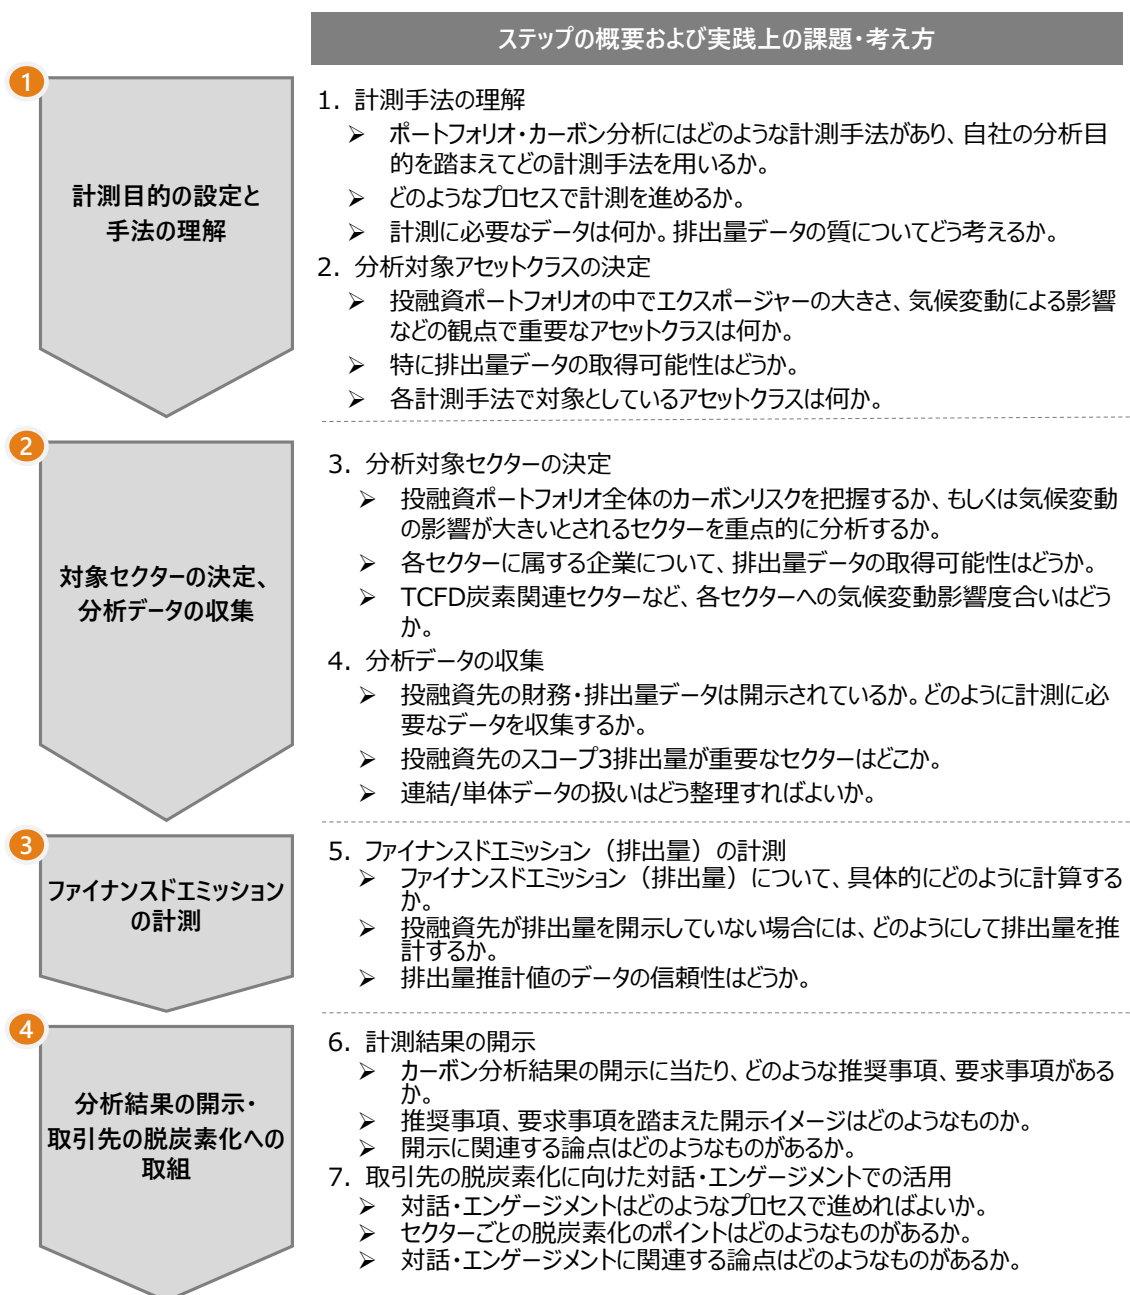 ステップの概要および実践上の課題・考え方
1
計測目的の設定と
手法の理解
1. 計測手法の理解
➢ ポートフォリオ・カーボン分析にはどのような計測手法があり、自社の分析目
的を踏まえてどの計測手法を用いるか。
➢ どのようなプロセスで計測を進めるか。
➢ 計測に必要なデータは何か。排出量データの質についてどう考えるか。
2. 分析対象アセットクラスの決定
➢ 投融資ポートフォリオの中でエクスポージャーの大きさ、気候変動による影響
などの観点で重要なアセットクラスは何か。
➢ 特に排出量データの取得可能性はどうか。
➢ 各計測手法で対象としているアセットクラスは何か。
2
対象セクターの決定、
分析データの収集
3. 分析対象セクターの決定
➢ 投融資ポートフォリオ全体のカーボンリスクを把握するか、もしくは気候変動
の影響が大きいとされるセクターを重点的に分析するか。
➢ 各セクターに属する企業について、排出量データの取得可能性はどうか。
➢ TCFD炭素関連セクターなど、各セクターへの気候変動影響度合いはどう
か。
4. 分析データの収集
➢ 投融資先の財務・排出量データは開示されているか。どのように計測に必
要なデータを収集するか。
➢ 投融資先のスコープ3排出量が重要なセクターはどこか。
➢ 連結/単体データの扱いはどう整理すればよいか。
3
ファイナンスドエミッション
の計測
5. ファイナンスドエミッション（排出量）の計測
➢ ファイナンスドエミッション（排出量）について、具体的にどのように計算する
か。
➢ 投融資先が排出量を開示していない場合には、どのようにして排出量を推
計するか。
➢ 排出量推計値のデータの信頼性はどうか。
4
分析結果の開示・
取引先の脱炭素化への
取組
6. 計測結果の開示
➢ カーボン分析結果の開示に当たり、どのような推奨事項、要求事項がある
か。
➢ 推奨事項、要求事項を踏まえた開示イメージはどのようなものか。
➢ 開示に関連する論点はどのようなものがあるか。
7. 取引先の脱炭素化に向けた対話・エンゲージメントでの活用
➢ 対話・エンゲージメントはどのようなプロセスで進めればよいか。
➢ セクターごとの脱炭素化のポイントはどのようなものがあるか。
➢ 対話・エンゲージメントに関連する論点はどのようなものがあるか。